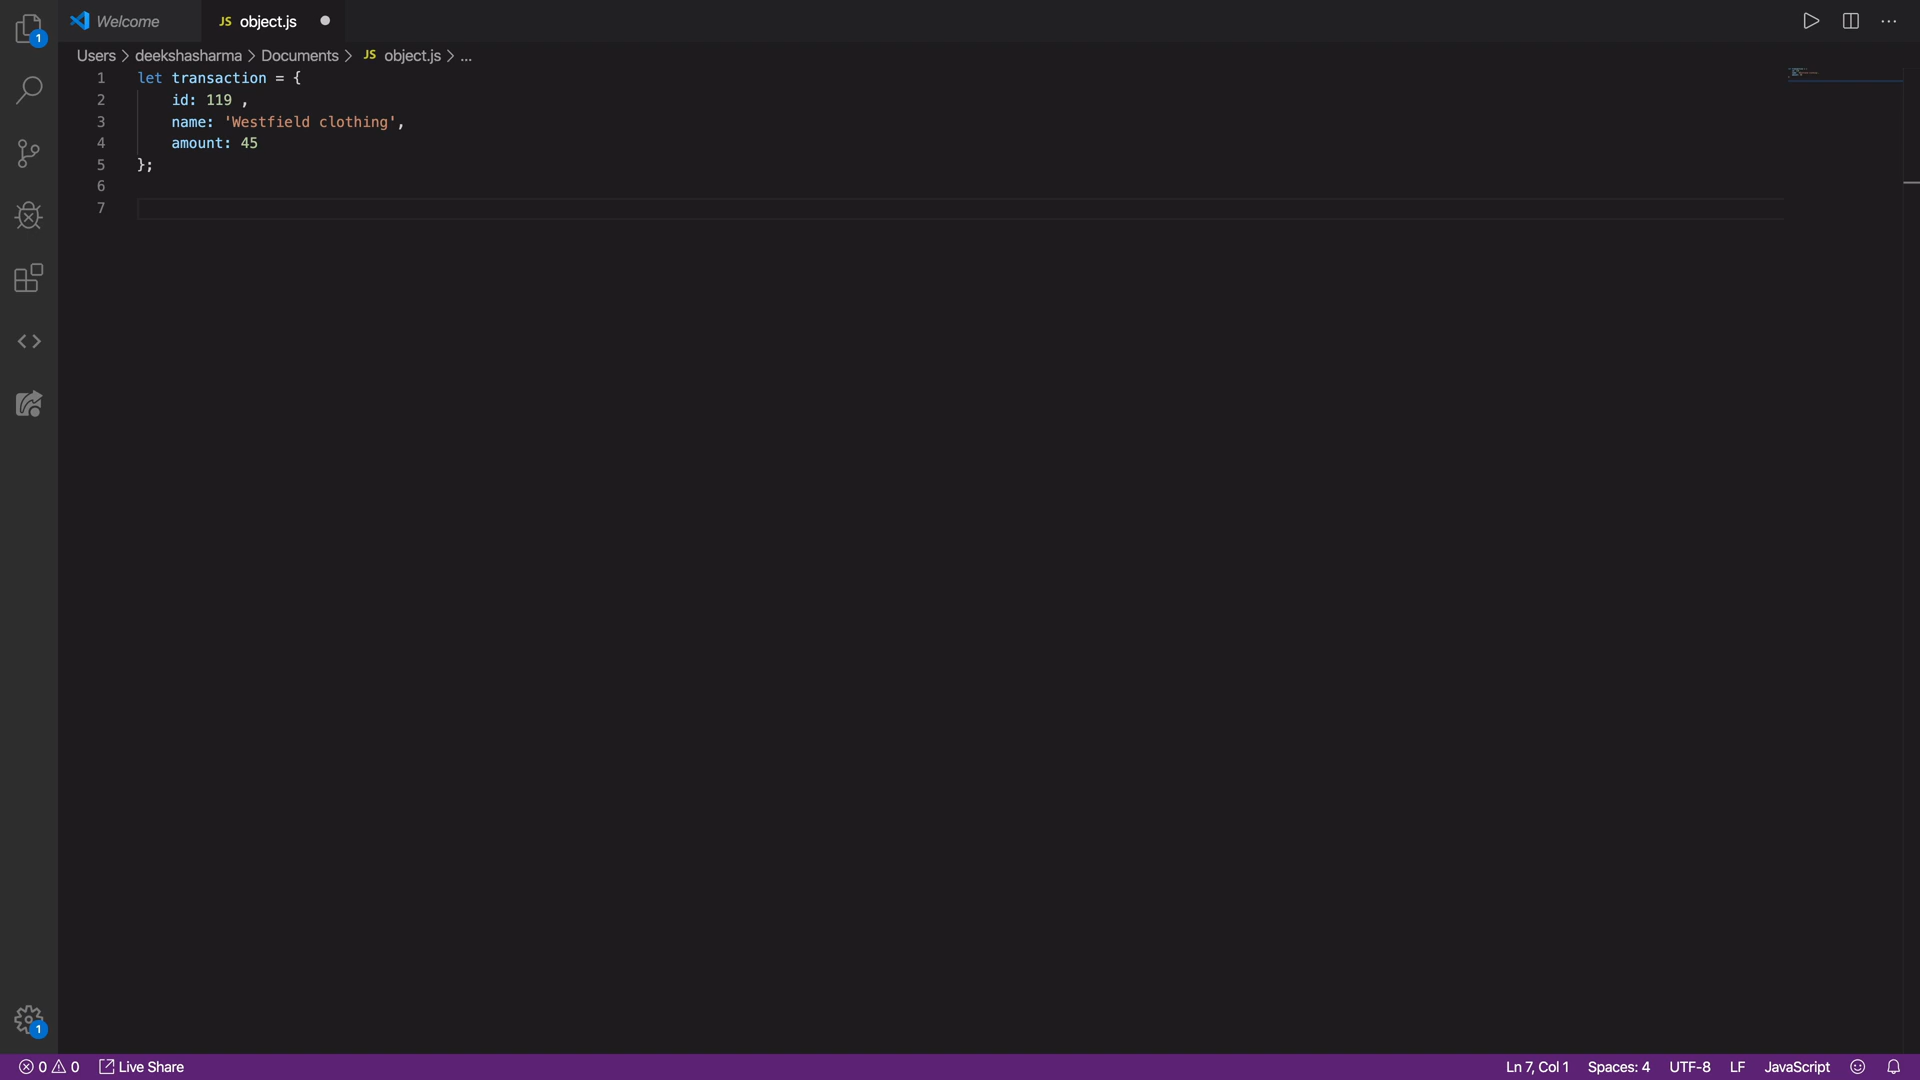 Welcome
JS object.js
Users > deekshasharma > Documents > JS object.js > ...
1 let transaction = {
2 id: 119 ,
3 name: 'Westfield clothing',
4 amount: 45
5 };
6
7
1
1
0 0 Live Share
Ln 7, Col 1 Spaces: 4 UTF-8 LF JavaScript